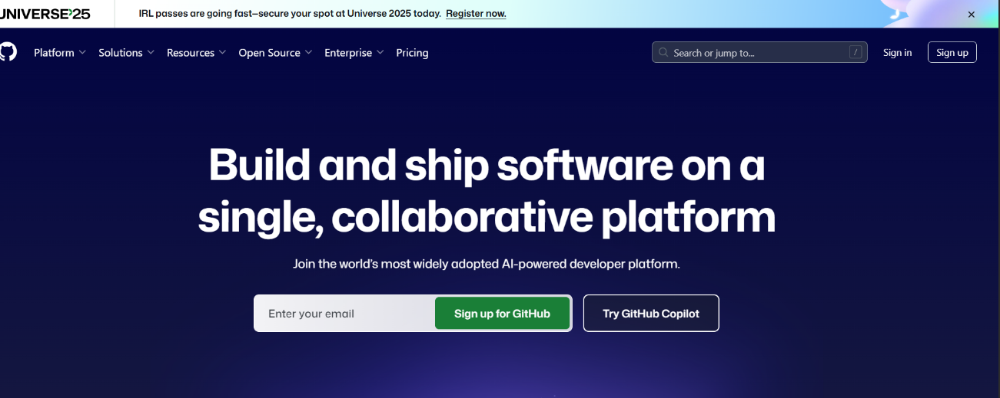 UNIVERSE'25
IRL passes are going fast—secure your spot at Universe 2025 today. Register now.
Platform Solutions Resources Open Source Enterprise Pricing
Search or jump to... /
Sign in
Sign up
Build and ship software on a
single, collaborative platform
Join the world's most widely adopted AI-powered developer platform.
Enter your email
Sign up for GitHub
Try GitHub Copilot